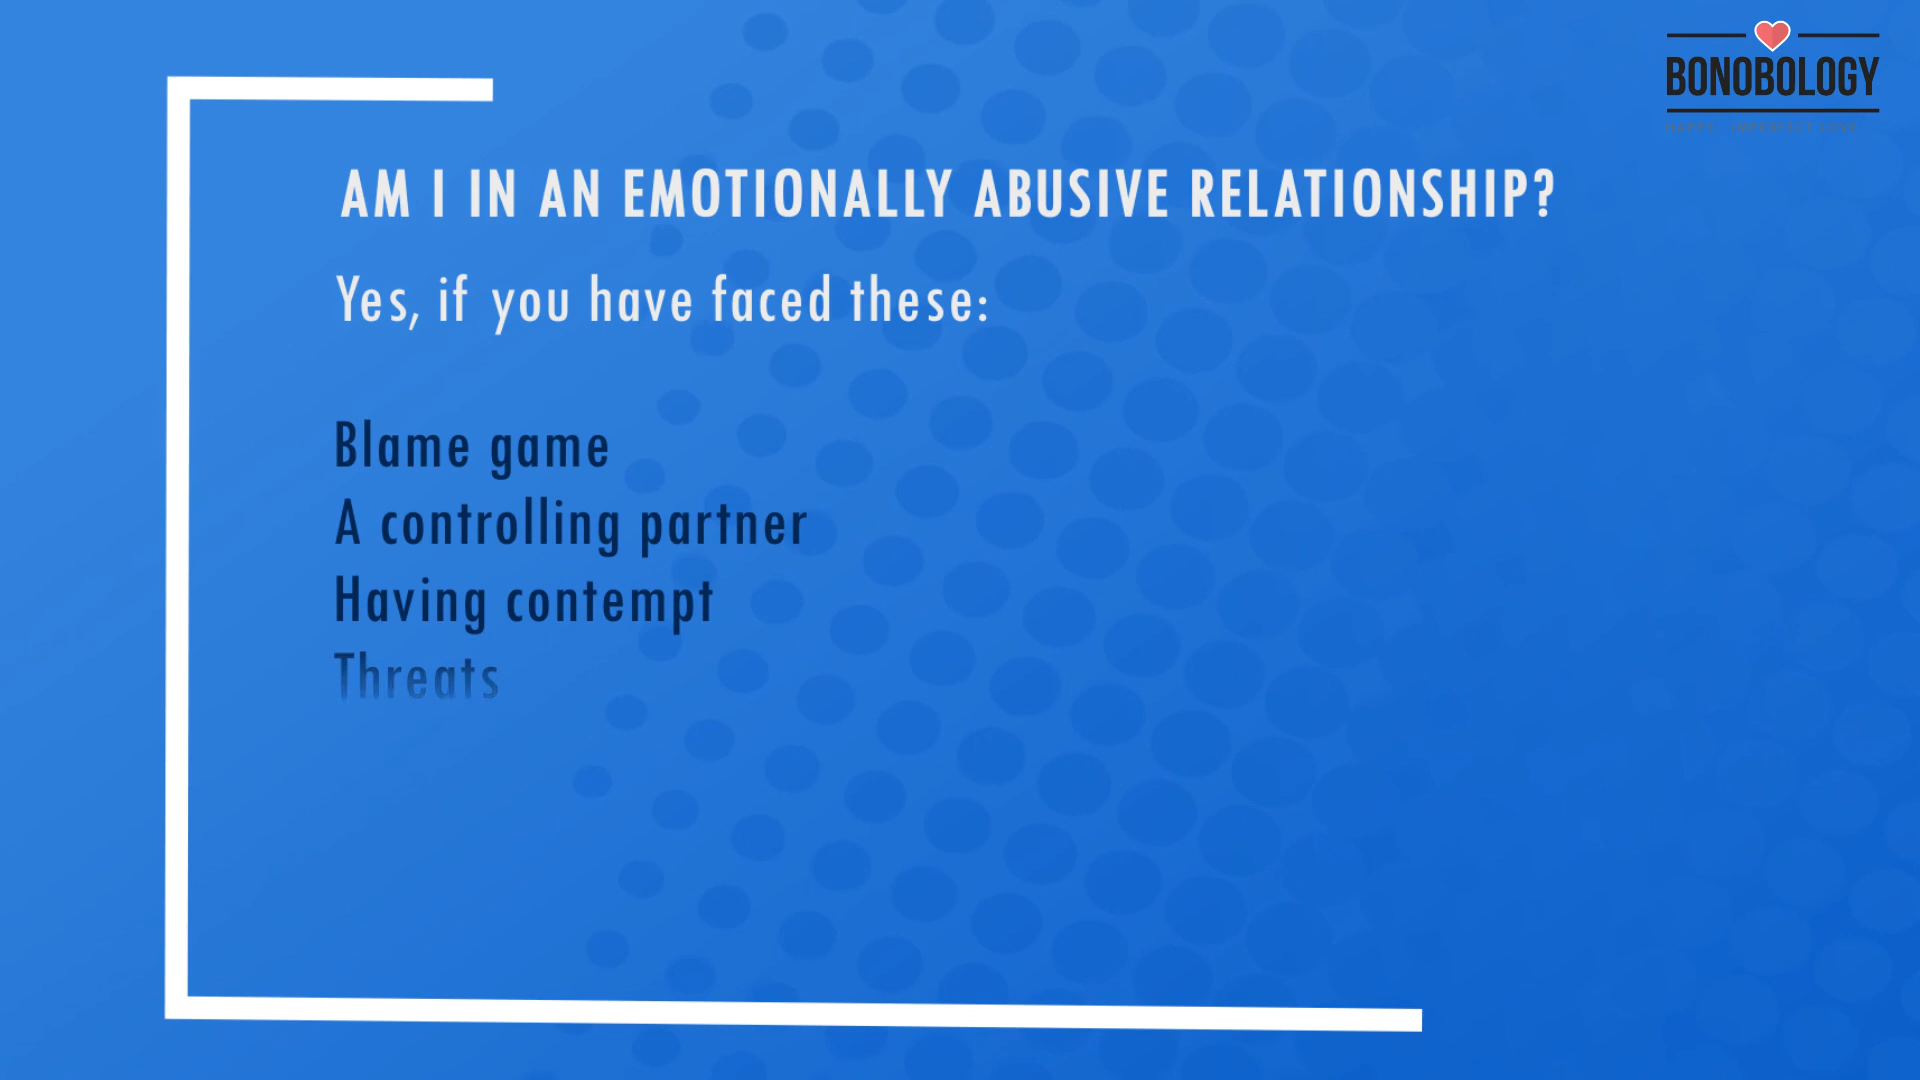 BONOBOLOGY
AM I IN AN EMOTIONALLY ABUSIVE RELATIONSHIP?
Yes, if you have faced these:
Blame game
A controlling partner
Having contempt
Threats